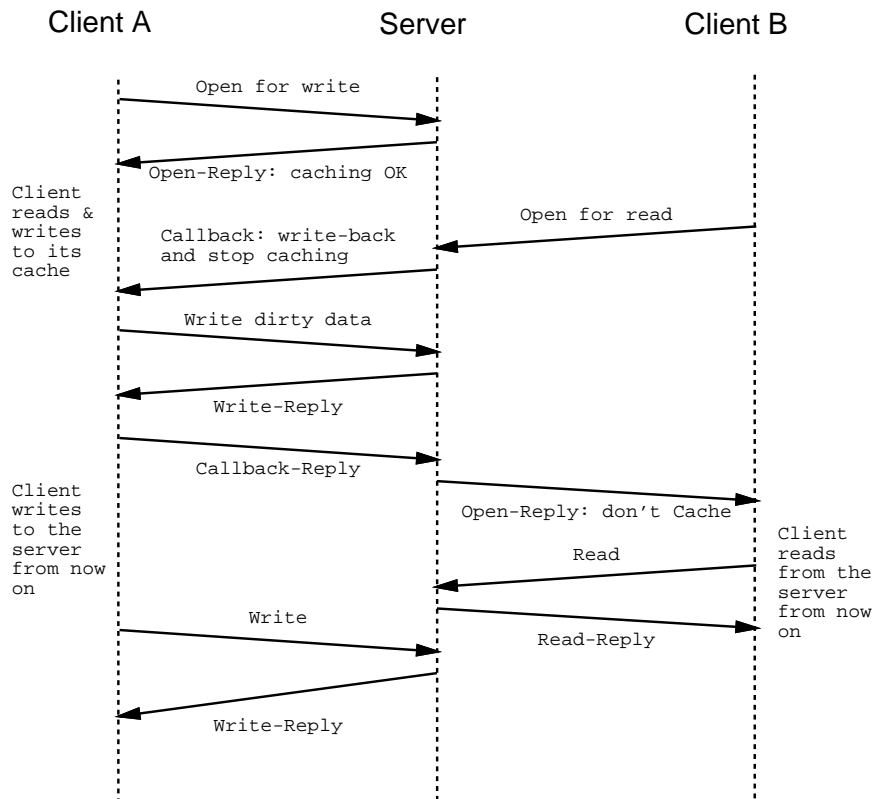 Client A
Server
Client B
Open for write
Open-Reply: caching OK
Client
reads &
writes
to its
cache
Open for read
Callback: write-back
and stop caching
Write dirty data
Write-Reply
Callback-Reply
Client
writes
to the
server
from now
on
Open-Reply: don't Cache
Client
reads
from the
server
from now
on
Read
Write
Read-Reply
Write-Reply